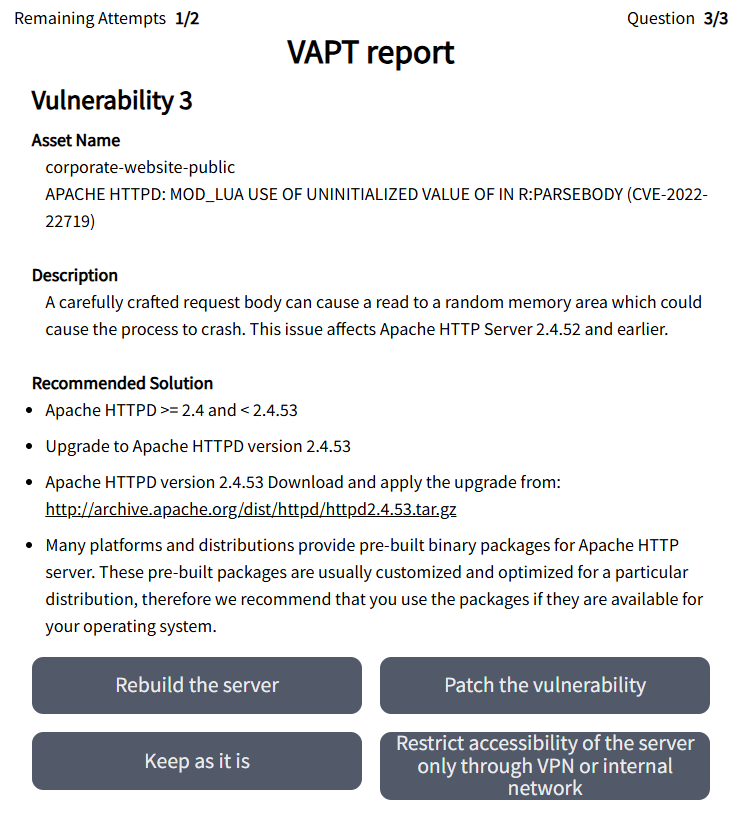 Remaining Attempts 1/2
Question 3/3
VAPT report
Vulnerability 3
Asset Name
corporate-website-public
APACHE HTTPD: MOD_LUA USE OF UNINITIALIZED VALUE OF IN R:PARSEBODY (CVE-2022-
22719)
Description
A carefully crafted request body can cause a read to a random memory area which could
cause the process to crash. This issue affects Apache HTTP Server 2.4.52 and earlier.
Recommended Solution
• Apache HTTPD >= 2.4 and < 2.4.53
• Upgrade to Apache HTTPD version 2.4.53
• Apache HTTPD version 2.4.53 Download and apply the upgrade from:
http://archive.apache.org/dist/httpd/httpd2.4.53.tar.gz
• Many platforms and distributions provide pre-built binary packages for Apache HTTP
server. These pre-built packages are usually customized and optimized for a particular
distribution, therefore we recommend that you use the packages if they are available for
your operating system.
Rebuild the server
Patch the vulnerability
Keep as it is
Restrict accessibility of the server
only through VPN or internal
network